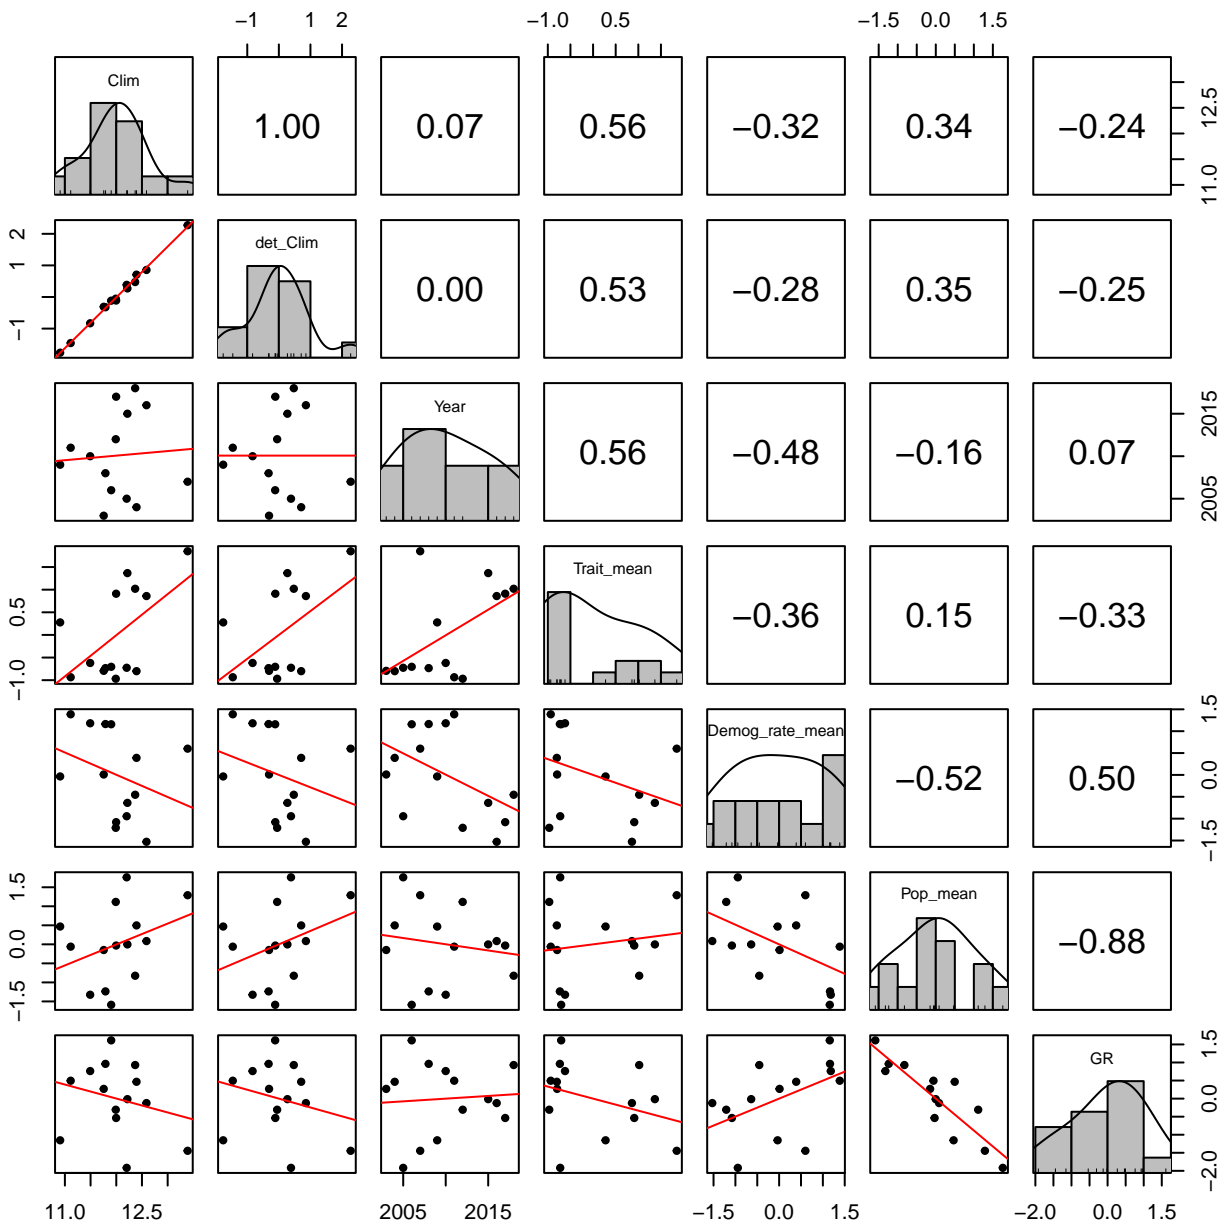 −1 1 2 −1.0 0.5 −1.5 0.0 1.5
Clim 1.00 0.07 0.56 −0.32 0.34 −0.24 11.0 12.5
−1 1 2 det_Clim 0.00 0.53 −0.28 0.35 −0.25
Year 0.56 −0.48 −0.16 0.07 2005 2015
−1.0 0.5 Trait_mean −0.36 0.15 −0.33
Demog_rate_mean −0.52 0.50 −1.5 0.0 1.5
−1.5 0.0 1.5 Pop_mean −0.88
GR −2.0 0.0 1.5
11.0 12.5 2005 2015 −1.5 0.0 1.5 −2.0 0.0 1.5